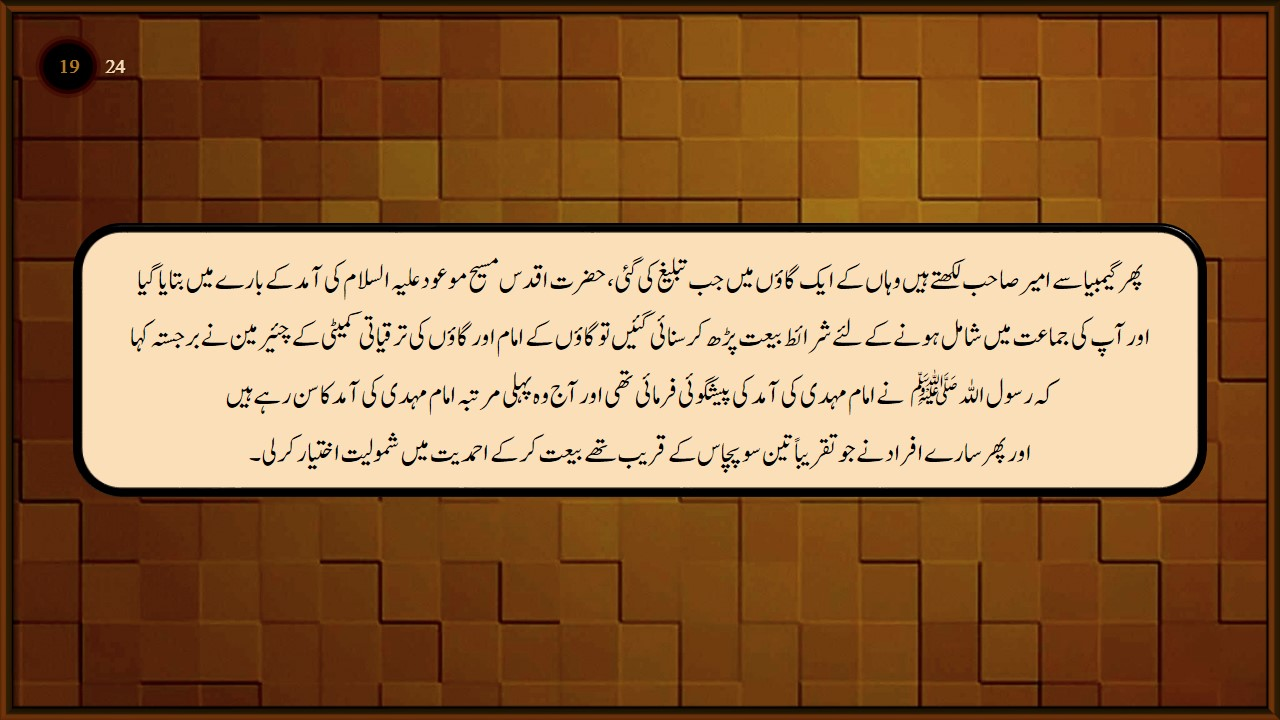 19 24
پھر گیمبیا سے امیر صاحب لکھتے ہیں وہاں کے ایک گاؤں میں جب تبلیغ کی گئی، حضرت اقدس مسیح موعود علیہ السلام کی آمد کے بارے میں بتایا گیا
اور آپ کی جماعت میں شامل ہونے کے لئے شرائط بیعت پڑھ کر سنائی گئیں تو گاؤں کے امام اور گاؤں کی ترقیاتی کمیٹی کے چئیر مین نے برجستہ کہا
کہ رسول اللہ ﷺ نے امام مہدی کی آمد کی پیشگوئی فرمائی تھی اور آج وہ پہلی مرتبہ امام مہدی کی آمد کا سن رہے ہیں
اور پھر سارے افراد نے جو تقریباً تین سو پچاس کے قریب تھے بیعت کر کے احمدیت میں شمولیت اختیار کر لی۔